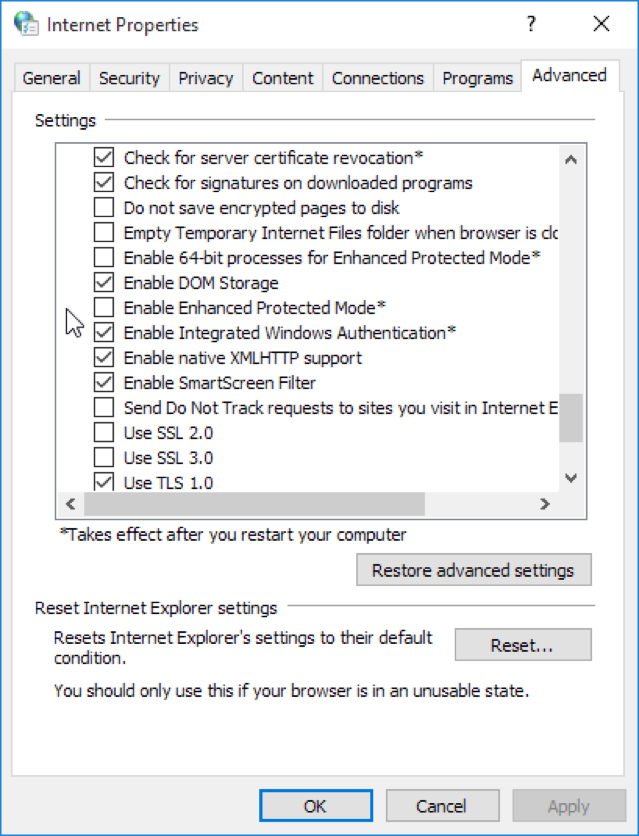 Internet Properties
?
General Security Privacy Content Connections Programs Advanced
Settings
Check for server certificate revocation*
Check for signatures on downloaded programs
Do not save encrypted pages to disk
Empty Temporary Internet Files folder when browser is clo
Enable 64-bit processes for Enhanced Protected Mode*
Enable DOM Storage
Enable Enhanced Protected Mode*
Enable Integrated Windows Authentication*
Enable native XMLHTTP support
Enable SmartScreen Filter
Send Do Not Track requests to sites you visit in Internet E
Use SSL 2.0
Use SSL 3.0
Use TLS 1.0
*Takes effect after you restart your computer
Restore advanced settings
Reset Internet Explorer settings
Resets Internet Explorer's settings to their default
condition.
Reset...
You should only use this if your browser is in an unusable state.
OK Cancel Apply